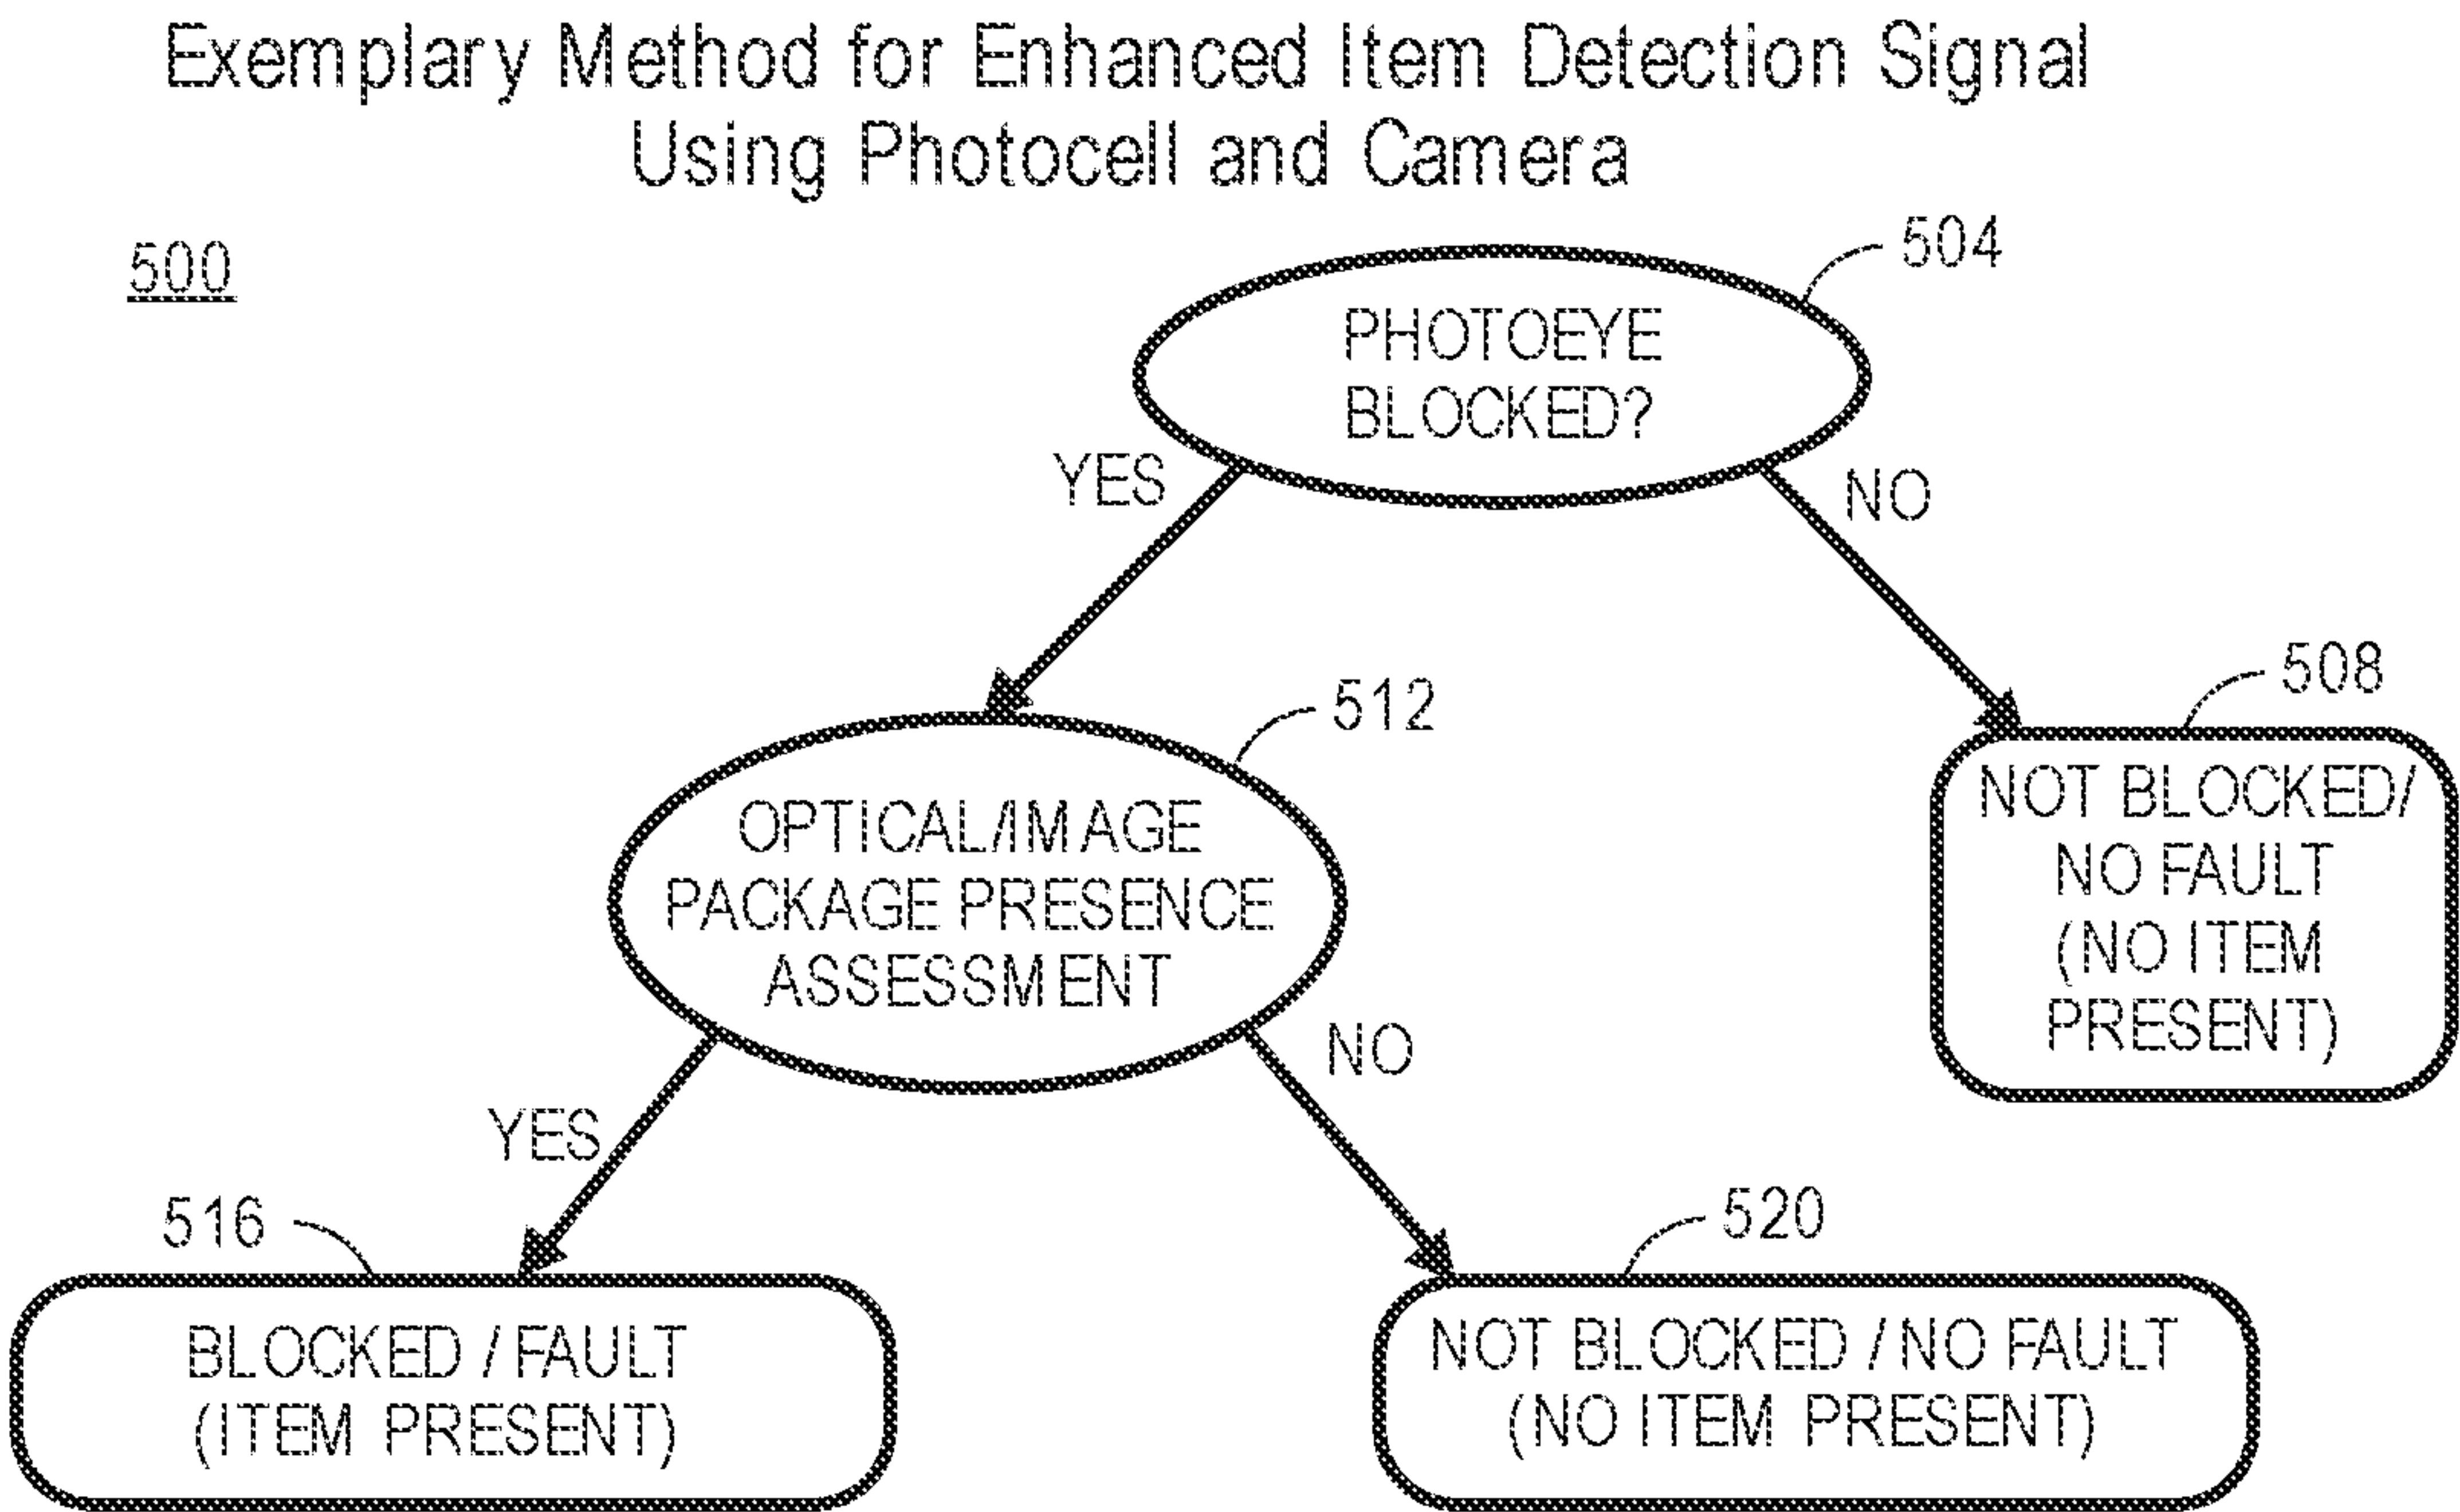 Exemplary Method for Enhanced Item Detection Signal
Using Photocell and Camera
500
504
PHOTOEYE
BLOCKED?
YES
NO
508
512
NOT BLOCKED/
NO FAULT
(NO ITEM
PRESENT)
OPTICAL/IMAGE
PACKAGE PRESENCE
ASSESSMENT
YES
NO
516
520
BLOCKED / FAULT
(ITEM PRESENT)
NOT BLOCKED / NO FAULT
(NO ITEM PRESENT)